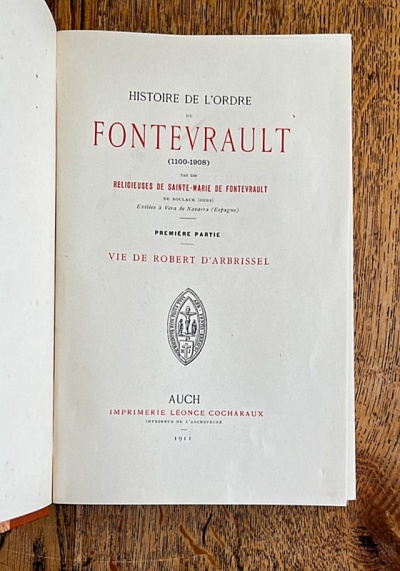 HISTOIRE DE L'ORDRE
DE
FONTEVRAULT
(1100-1908)
PAR LES
RELIGIEUSES DE SAINTE-MARIE DE FONTEVRAULT
DE BOULAUR (GERS)
Exilées à Vera de Navarra (Espagne)
PREMIÈRE PARTIE
VIE DE ROBERT D'ARBRISSEL
AUCH
IMPRIMERIE LÉONCE COCHARAUX
IMPRIMEUR DE L'ARCHEVÊCHÉ
1911